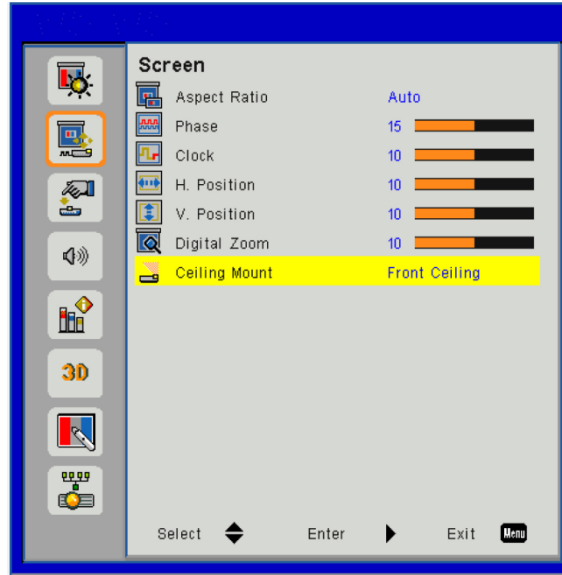 Screen
Aspect Ratio Auto
Phase 15
Clock 10
H. Position 10
V. Position 10
Digital Zoom 10
Ceiling Mount Front Ceiling
3D
Select Enter Exit Menu